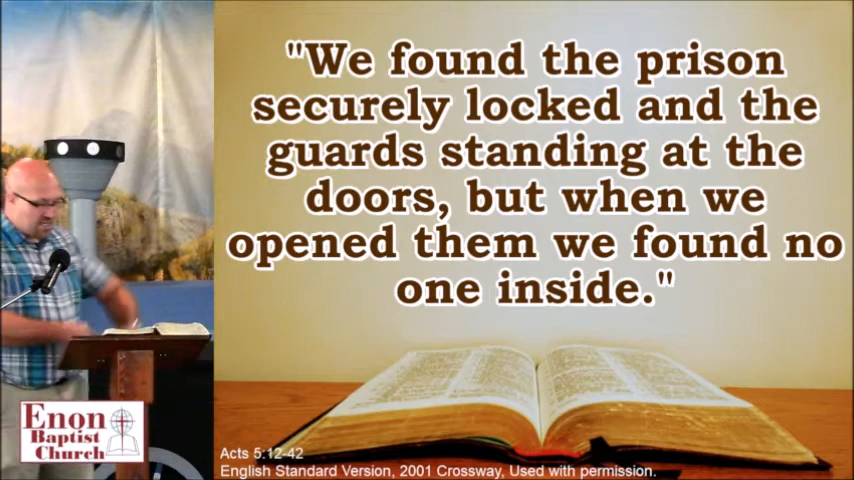 "We found the prison
securely locked and the
guards standing at the
doors, but when we
opened them we found no
one inside."
Enon
Baptist
Church
Acts 5:12-42
English Standard Version, 2001 Crossway, Used with permission.